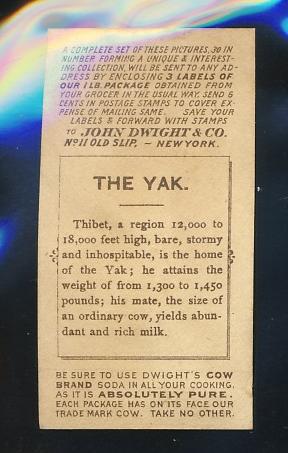 A COMPLETE SET OF THESE PICTURES, 30 IN
NUMBER FORMING A UNIQUE & INTEREST-
ING COLLECTION, WILL BE SENT TO ANY AD-
DRESS BY ENCLOSING 3 LABELS OF
OUR 1 LB. PACKAGE OBTAINED FROM
YOUR GROCER IN THE USUAL WAY. SEND 6
CENTS IN POSTAGE STAMPS TO COVER EX-
PENSE OF MAILING SAME. SAVE YOUR
LABELS & FORWARD WITH STAMPS
TO JOHN DWIGHT & CO.
No 11 OLD SLIP. ~ NEW YORK.
THE YAK.
Thibet, a region 12,000 to
18,000 feet high, bare, stormy
and inhospitable, is the home
of the Yak; he attains the
weight of from 1,300 to 1,450
pounds; his mate, the size of
an ordinary cow, yields abun-
dant and rich milk.
BE SURE TO USE DWIGHT'S COW
BRAND SODA IN ALL YOUR COOKING,
AS IT IS ABSOLUTELY PURE.
EACH PACKAGE HAS ON ITS FACE OUR
TRADE MARK COW. TAKE NO OTHER.